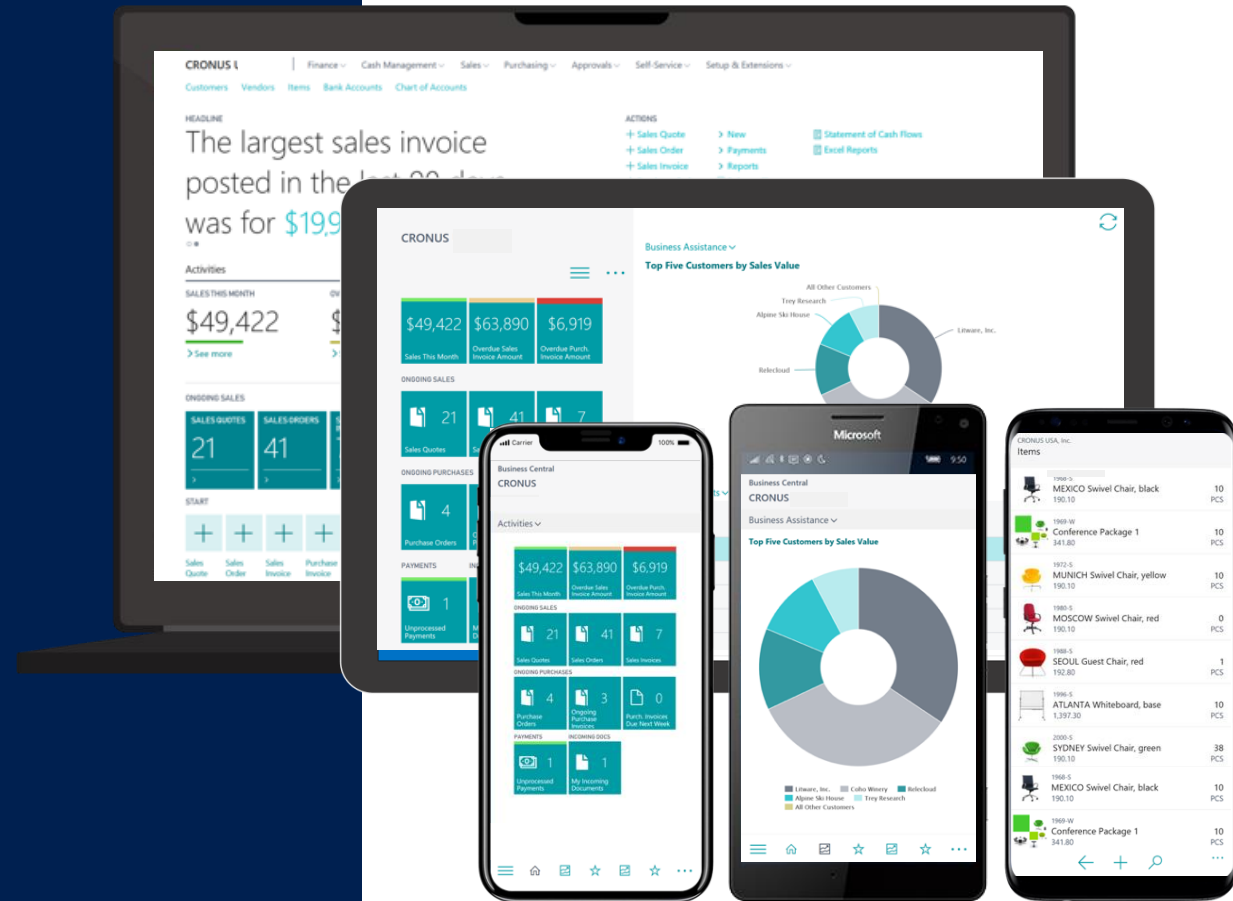 CRONUS
Finance Cash Management Sales Purchasing Approvals Self-Service Setup & Extensions
Customers Vendors Items Bank Accounts Chart of Accounts
HEADLINE
The largest sales invoice
posted in the last 90 days
was for $19,9
Activities
SALES THIS MONTH
$49,422
> See more
ONGOING SALES
SALES QUOTES
21
SALES ORDERS
41
START
Sales Quote
Sales Order
Sales Invoice
Purchase Invoice
ACTIONS
+ Sales Quote
+ Sales Order
+ Sales Invoice
> New
> Payments
> Reports
Statement of Cash Flows
Excel Reports
CRONUS
$49,422
Sales This Month
$63,890
Overdue Sales
Invoice Amount
$6,919
Overdue Purch.
Invoice Amount
ONGOING SALES
21
Sales Quotes
41
7
ONGOING PURCHASES
4
Purchase Orders
PAYMENTS
1
Unprocessed
Payments
Business Assistance
Top Five Customers by Sales Value
All Other Customers
Trey Research
Alpine Ski House
Relecloud
Litware, Inc.
Carrier
100%
Business Central
CRONUS
Activities
$49,422
Sales This Month
$63,890
Overdue Sales
Invoice Amount
$6,919
Overdue Purch.
Invoice Amount
ONGOING SALES
21
Sales Quotes
41
Sales Orders
7
Sales Invoices
ONGOING PURCHASES
4
Purchase
Orders
3
Ongoing
Purchase
Invoices
0
Purch. Invoices
Due Next Week
PAYMENTS
1
Unprocessed
Payments
INCOMING DOCS
1
My Incoming
Documents
Microsoft
9:50
Business Central
CRONUS
Business Assistance
Top Five Customers by Sales Value
Litware, Inc. Coho Winery Relecloud
Alpine Ski House Trey Research
All Other Customers
CRONUS USA, Inc.
Items
1968-S
MEXICO Swivel Chair, black 10
190.10 PCS
1969-W
Conference Package 1 10
341.80 PCS
1972-S
MUNICH Swivel Chair, yellow 10
190.10 PCS
1980-S
MOSCOW Swivel Chair, red 0
190.10 PCS
1988-S
SEOUL Guest Chair, red 1
192.80 PCS
1996-S
ATLANTA Whiteboard, base 10
1,397.30 PCS
2000-S
SYDNEY Swivel Chair, green 38
190.10 PCS
1968-S
MEXICO Swivel Chair, black 10
190.10 PCS
1969-W
Conference Package 1 10
341.80 PCS